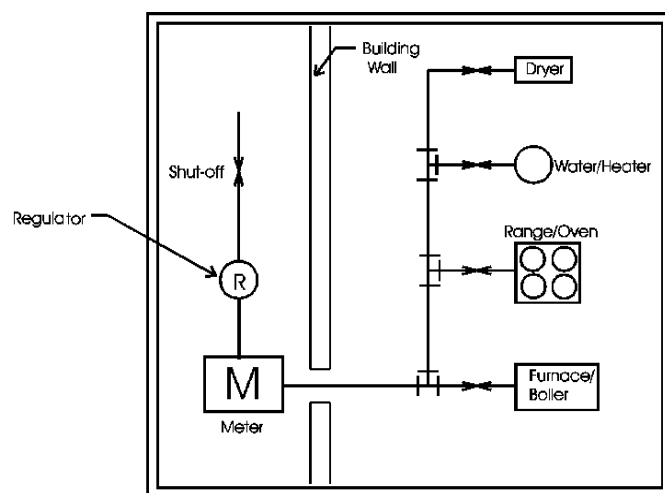 Building
Wall
Dryer
Shut-off
Water/Heater
Regulator
Range/Oven
R
M
Furnace/
Boiler
Meter